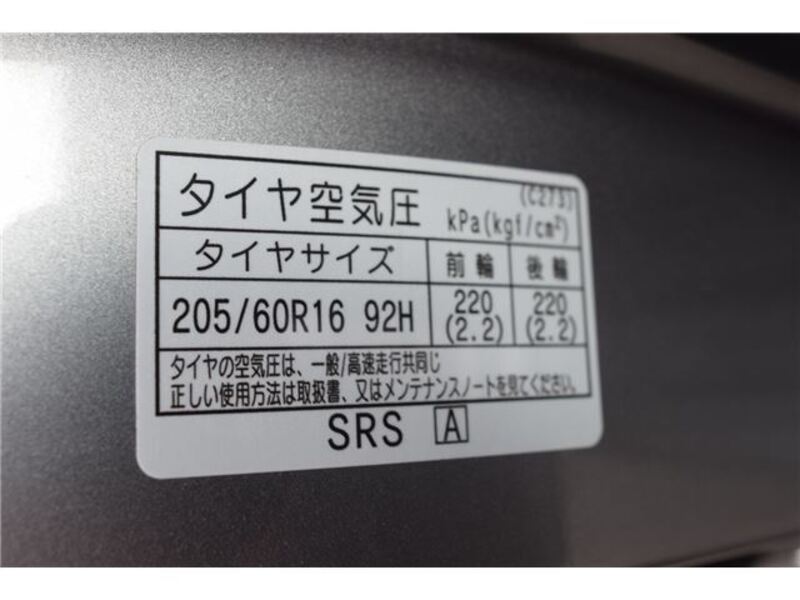 (C273)
タイヤ空気圧 kPa(kgf/cm²)
タイヤサイズ 前輪 後輪
205/60R16 92H 220 (2.2) 220 (2.2)
タイヤの空気圧は、一般/高速走行共同じ
正しい使用方法は取扱書、又はメンテナンスノートを見てください。
SRS A